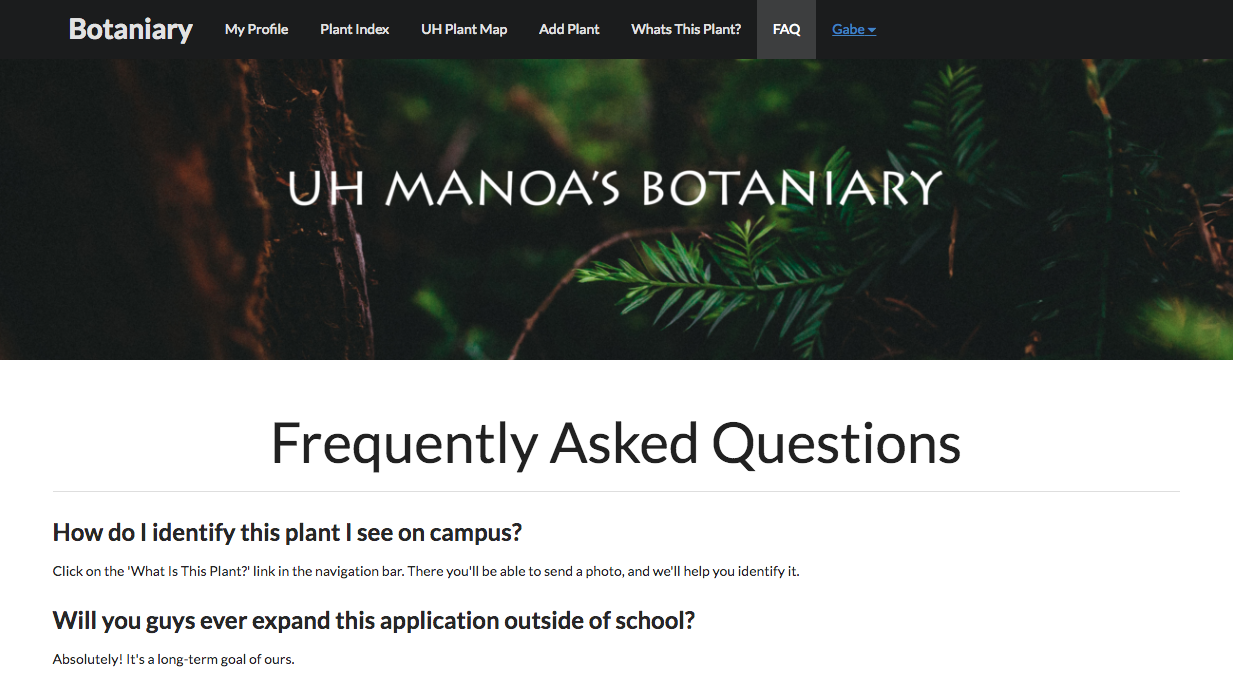 Botaniary My Profile Plant Index UH Plant Map Add Plant Whats This Plant? FAQ Gabe
UH MANOA'S BOTANIARY
Frequently Asked Questions
How do I identify this plant I see on campus?
Click on the 'What Is This Plant?' link in the navigation bar. There you'll be able to send a photo, and we'll help you identify it.
Will you guys ever expand this application outside of school?
Absolutely! It's a long-term goal of ours.